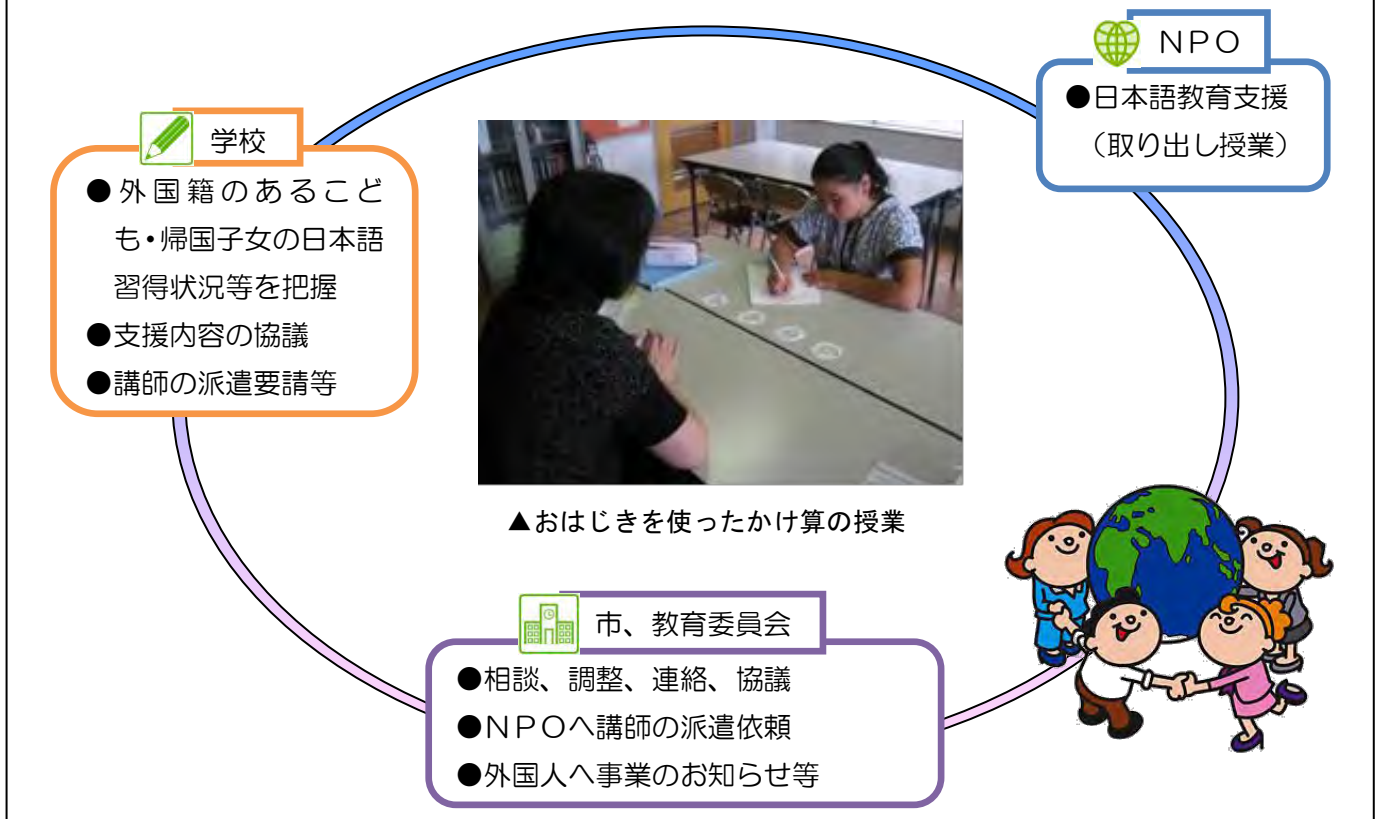 学校
●外国籍のあるこど
も・帰国子女の日本語
習得状況等を把握
●支援内容の協議
●講師の派遣要請等
NPO
●日本語教育支援
(取り出し授業)
▲おはじきを使ったかけ算の授業
市、教育委員会
●相談、調整、連絡、協議
●NPOへ講師の派遣依頼
●外国人へ事業のお知らせ等